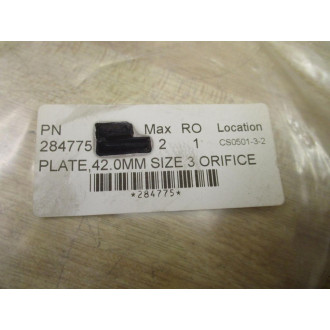 PN Max RO Location
284775 2 1 CS0501-3-2
PLATE,42.0MM SIZE 3 ORIFICE
*284775*